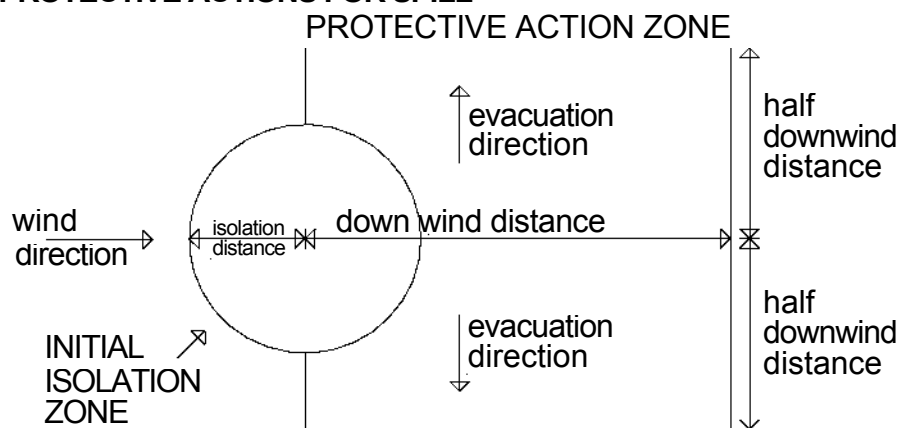 PROTECTIVE ACTION ZONE
evacuation
direction
half
downwind
distance
wind
direction
isolation
distance
down wind distance
evacuation
direction
half
downwind
distance
INITIAL
ISOLATION
ZONE